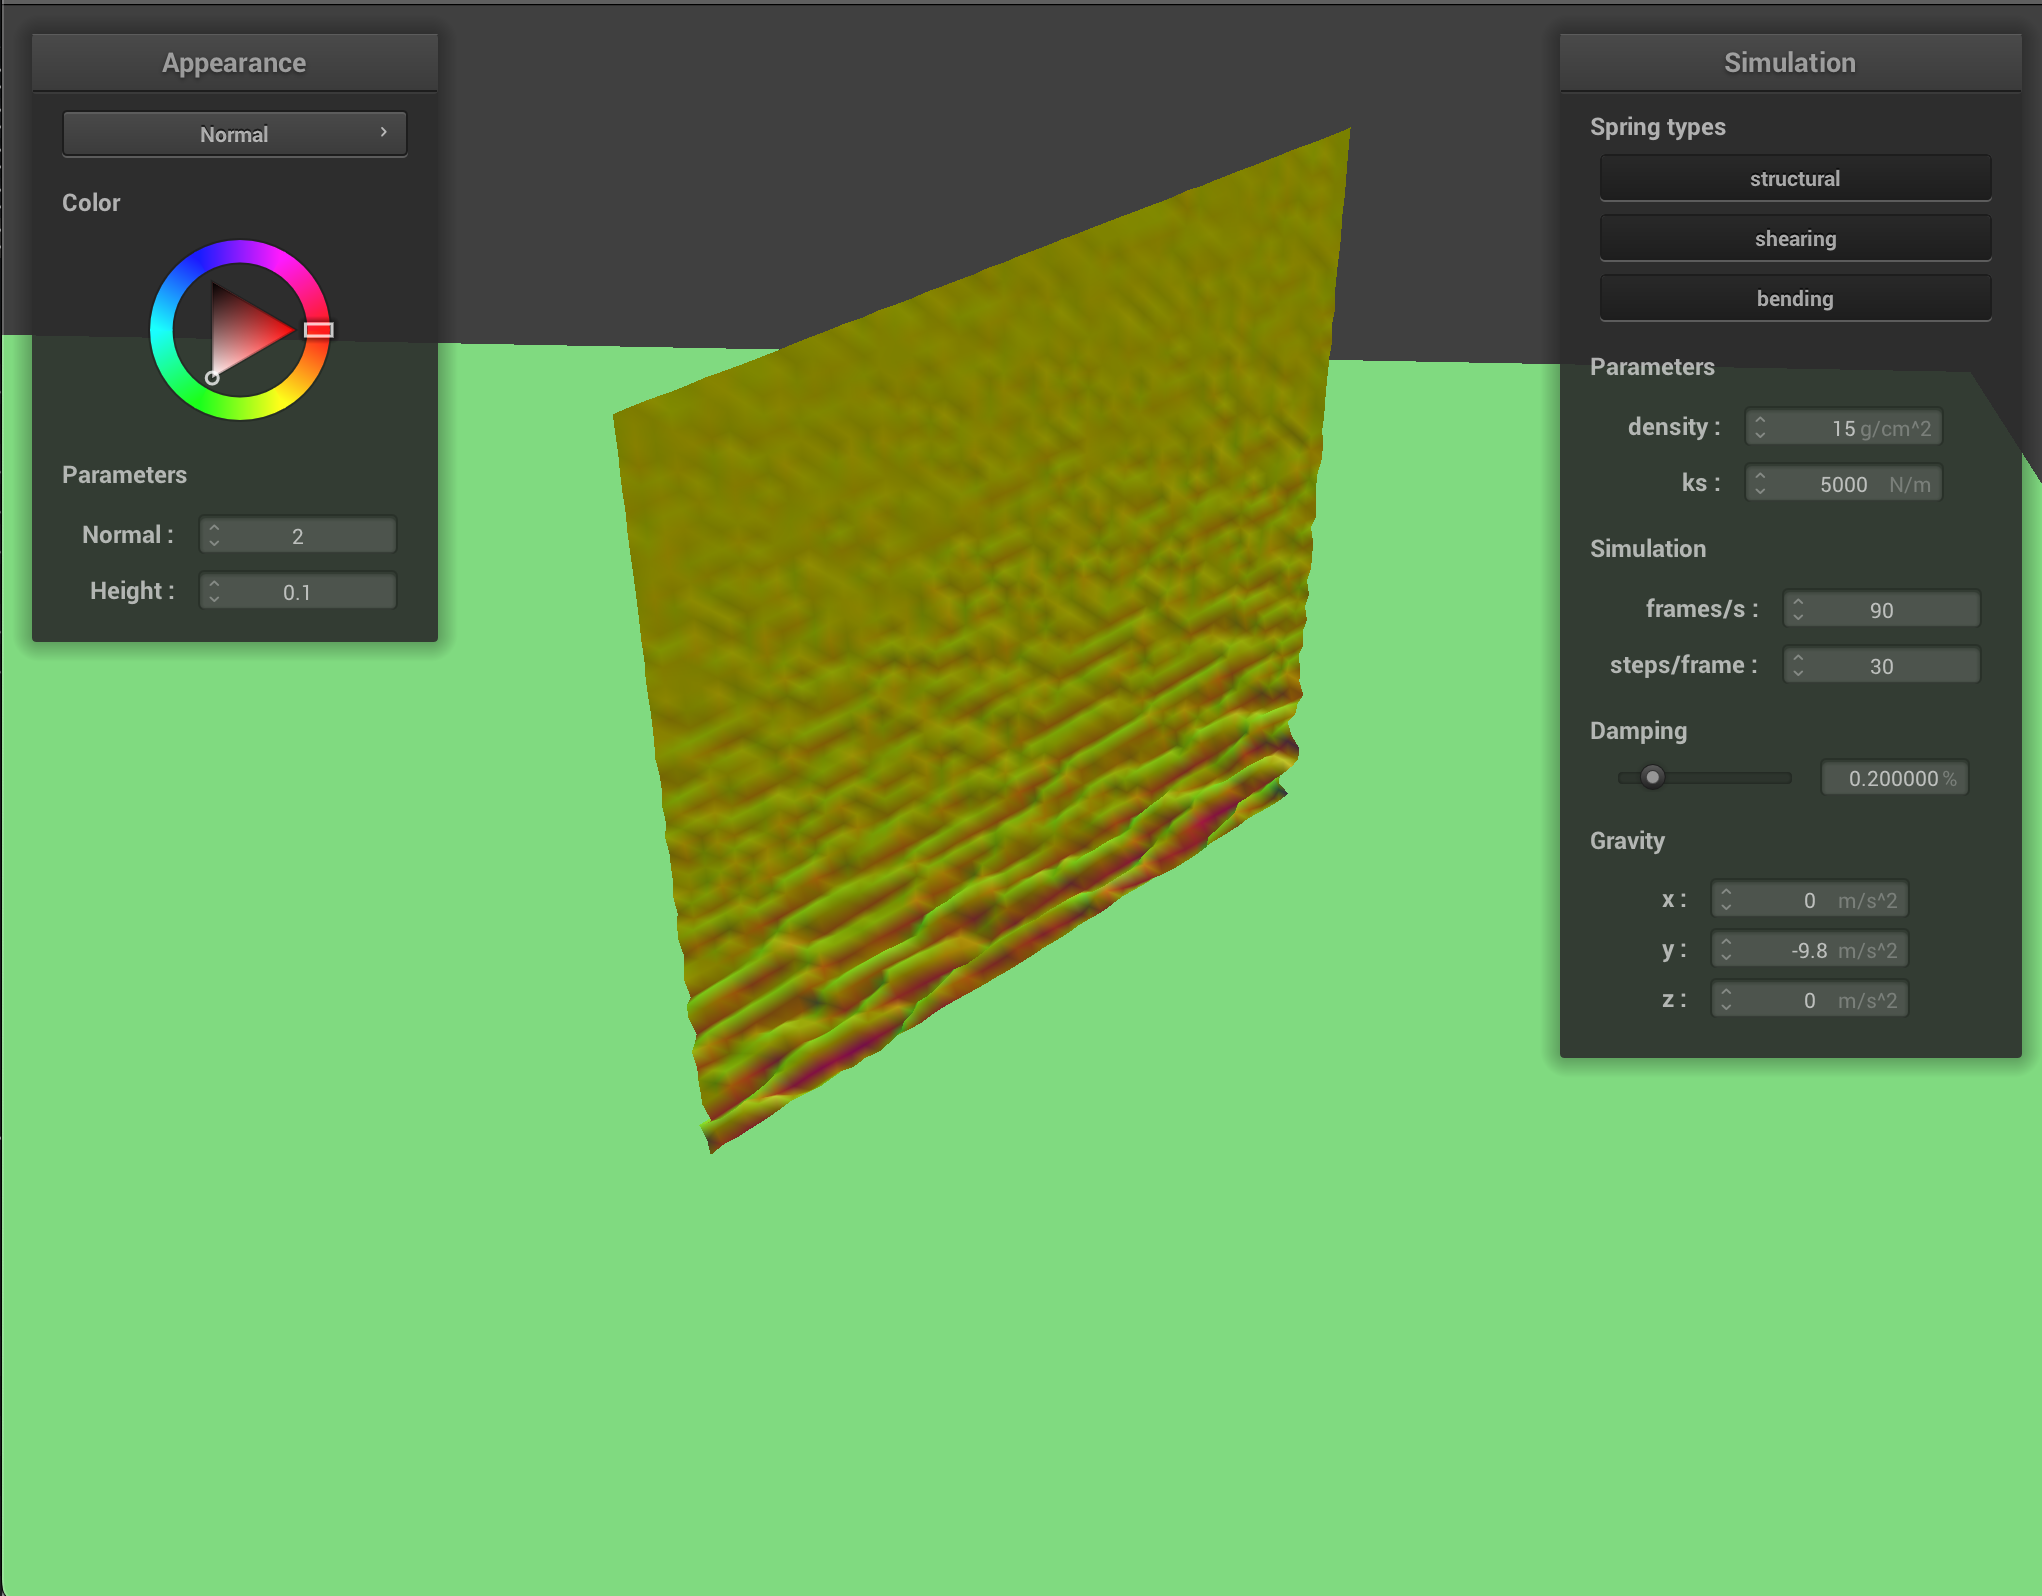 Appearance
Normal
Color
Parameters
Normal : 2
Height : 0.1
Simulation
Spring types
structural
shearing
bending
Parameters
density : 15 g/cm^2
ks : 5000 N/m
Simulation
frames/s : 90
steps/frame : 30
Damping
0.200000 %
Gravity
x : 0 m/s^2
y : -9.8 m/s^2
z : 0 m/s^2